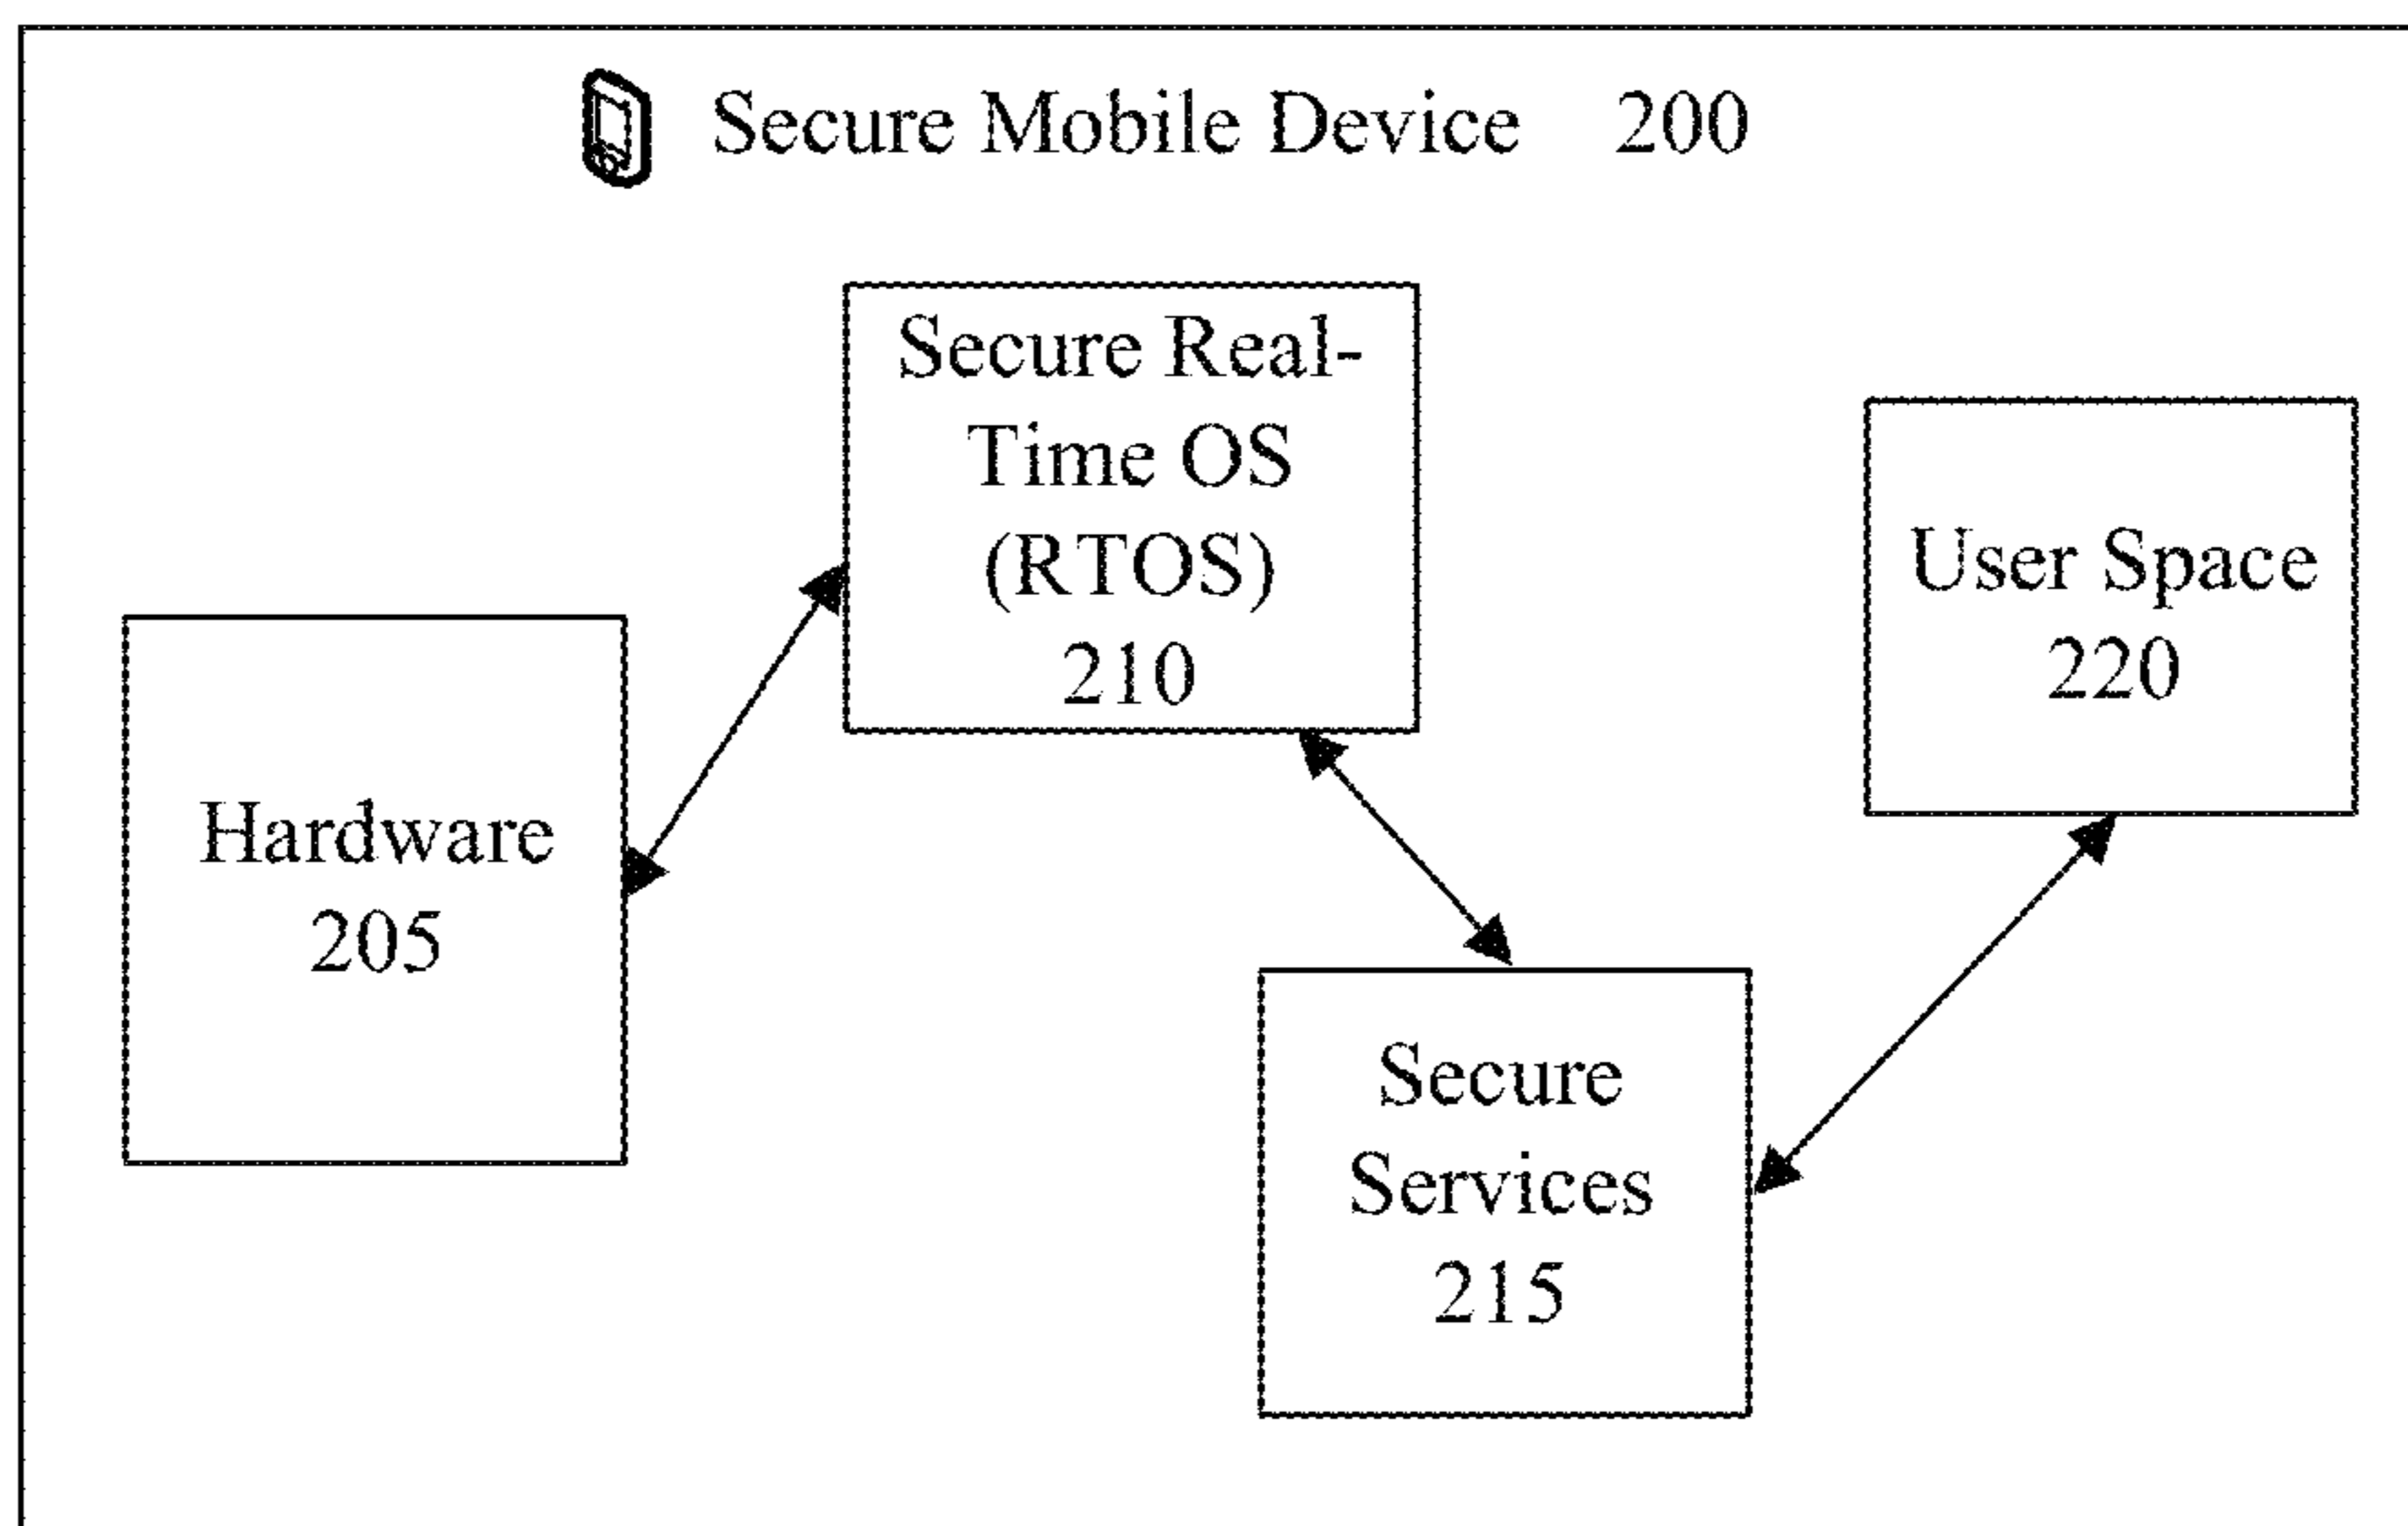 Secure Mobile Device 200
Secure Real-
Time OS
(RTOS)
210
User Space
220
Hardware
205
Secure
Services
215